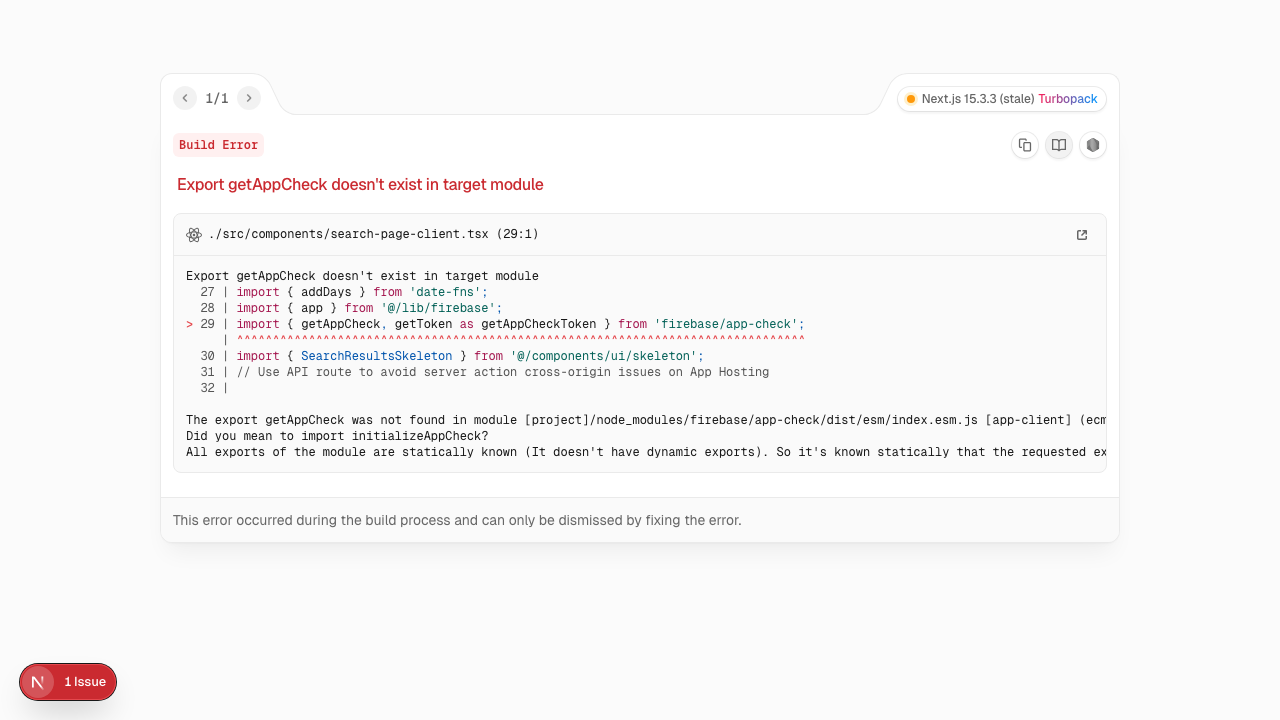 1/1
Next.js 15.3.3 (stale) Turbopack
Build Error
Export getAppCheck doesn't exist in target module
./src/components/search-page-client.tsx (29:1)
Export getAppCheck doesn't exist in target module
27 | import { addDays } from 'date-fns';
28 | import { app } from '@/lib/firebase';
> 29 | import { getAppCheck, getToken as getAppCheckToken } from 'firebase/app-check';
| ^^^^^^^^^^^^^^^^^^^^^^^^^^^^^^^^^^^^^^^^^^^^^^^^^^^^^^^^^^^^^^^^^^^^^^^^^^^^^^^
30 | import { SearchResultsSkeleton } from '@/components/ui/skeleton';
31 | // Use API route to avoid server action cross-origin issues on App Hosting
32 |
The export getAppCheck was not found in module [project]/node_modules/firebase/app-check/dist/esm/index.esm.js [app-client] (ecm
Did you mean to import initializeAppCheck?
All exports of the module are statically known (It doesn't have dynamic exports). So it's known statically that the requested ex
This error occurred during the build process and can only be dismissed by fixing the error.
1 Issue